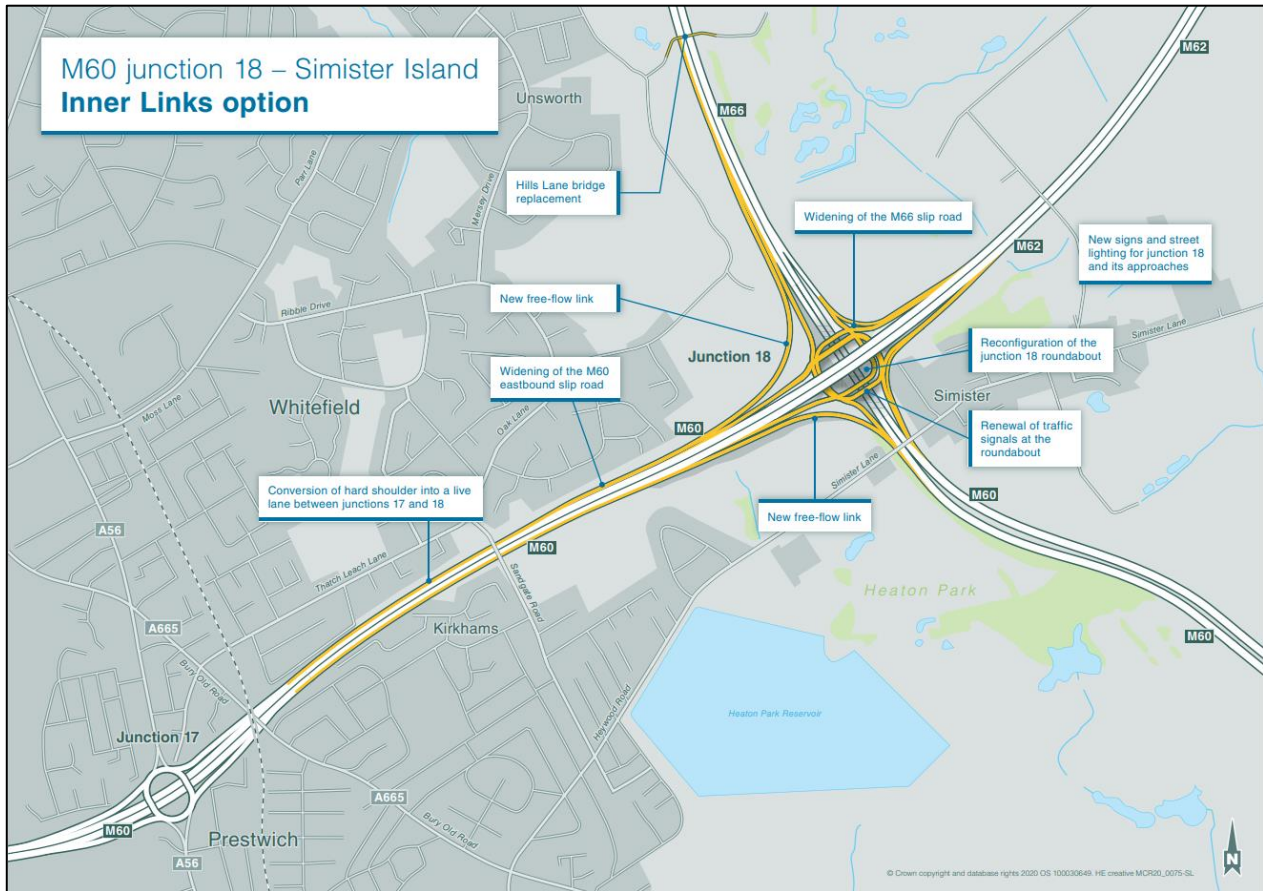 M60 junction 18 – Simister Island
Inner Links option
Unsworth
M62
M66
Parr Lane
Mersey Drive
Hills Lane bridge
replacement
Widening of the M66 slip road
M62
New signs and street
lighting for junction 18
and its approaches
New free-flow link
Ribble Drive
Simister Lane
Junction 18
Reconfiguration of the
junction 18 roundabout
Widening of the M60
eastbound slip road
Simister
Moss Lane
Whitefield
Oak Lane
M60
Renewal of traffic
signals at the
roundabout
Simister Lane
Conversion of hard shoulder into a live
lane between junctions 17 and 18
M60
New free-flow link
A56
M60
Thatch Leach Lane
Sandgate Road
Heaton Park
A665
Kirkhams
M60
Bury Old Road
Heywood Road
Heaton Park Reservoir
Junction 17
A665
M60
Prestwich
Bury Old Road
A56
N
© Crown copyright and database rights 2020 OS 100030649. HE creative MCR20_0075-SL